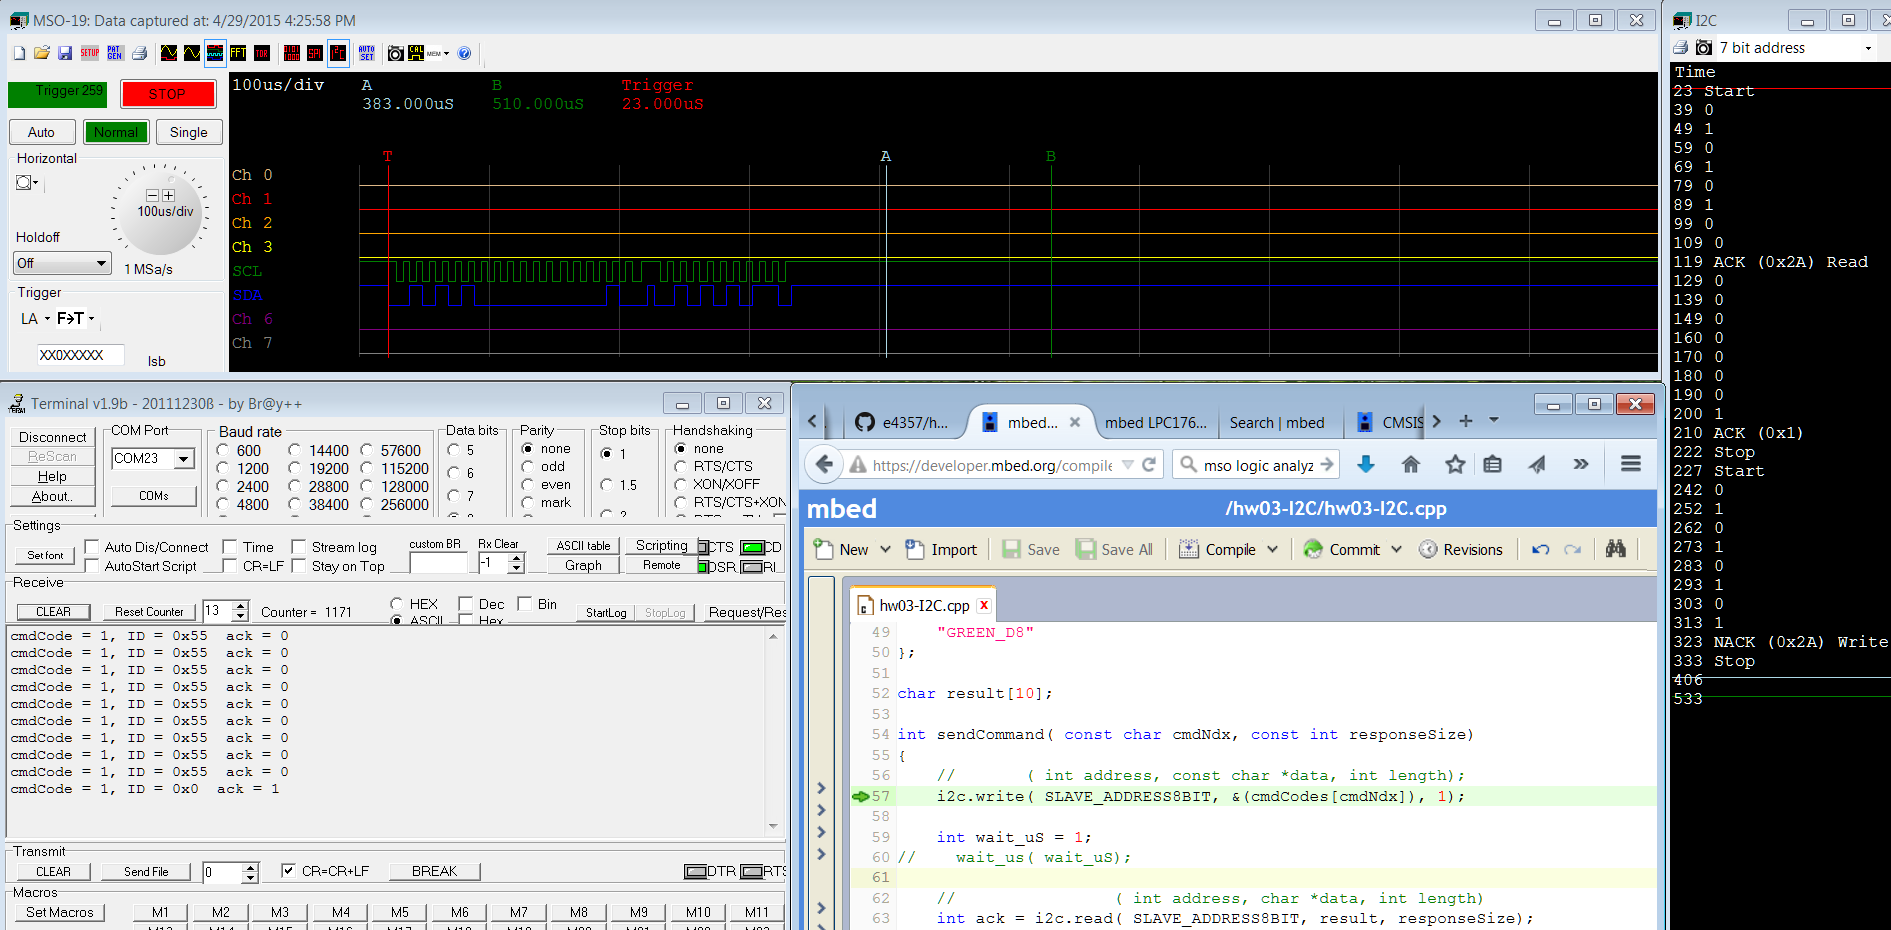 MSO-19: Data captured at: 4/29/2015 4:25:58 PM
SETUP PAT GEN FFT TDR SPI I²C AUTO SET CAL MEM
Trigger 259 STOP
Auto Normal Single
Horizontal
100us/div
Holdoff
Off
1 MSa/s
Trigger
LA F->T
XX0XXXXX lsb
100us/div A B Trigger
383.000uS 510.000uS 23.000uS
T A B
Ch 0
Ch 1
Ch 2
Ch 3
SCL
SDA
Ch 6
Ch 7
I2C
7 bit address
Time
23 Start
39 0
49 1
59 0
69 1
79 0
89 1
99 0
109 0
119 ACK (0x2A) Read
129 0
139 0
149 0
160 0
170 0
180 0
190 0
200 1
210 ACK (0x1)
222 Stop
227 Start
242 0
252 1
262 0
273 1
283 0
293 1
303 0
313 1
323 NACK (0x2A) Write
333 Stop
406
533
Terminal v1.9b - 20111230ß - by Br@y++
Disconnect
ReScan
Help
About..
COM Port
COM23
COMs
Baud rate
600 14400 57600
1200 19200 115200
2400 28800 128000
4800 38400 256000
Data bits
5
6
7
Parity
none
odd
even
mark
Stop bits
1
1.5
2
Handshaking
none
RTS/CTS
XON/XOFF
RTS/CTS+XON
Settings
Set font
Auto Dis/Connect Time Stream log
AutoStart Script CR=LF Stay on Top
custom BR Rx Clear
-1
ASCII table Scripting
Graph Remote
CTS CD
DSR RI
Receive
CLEAR Reset Counter 13 Counter = 1171
HEX Dec Bin
ASCII Hex
StartLog StopLog Request/Res
cmdCode = 1, ID = 0x55 ack = 0
cmdCode = 1, ID = 0x55 ack = 0
cmdCode = 1, ID = 0x55 ack = 0
cmdCode = 1, ID = 0x55 ack = 0
cmdCode = 1, ID = 0x55 ack = 0
cmdCode = 1, ID = 0x55 ack = 0
cmdCode = 1, ID = 0x55 ack = 0
cmdCode = 1, ID = 0x55 ack = 0
cmdCode = 1, ID = 0x55 ack = 0
cmdCode = 1, ID = 0x0 ack = 1
Transmit
CLEAR Send File 0 CR=CR+LF BREAK DTR RTS
Macros
Set Macros M1 M2 M3 M4 M5 M6 M7 M8 M9 M10 M11
e4357/h... mbed... mbed LPC176... Search | mbed CMSIS
https://developer.mbed.org/compile mso logic analyz
mbed /hw03-I2C/hw03-I2C.cpp
New Import Save Save All Compile Commit Revisions
hw03-I2C.cpp x
49 "GREEN_D8"
50 };
51
52 char result[10];
53
54 int sendCommand( const char cmdNdx, const int responseSize)
55 {
56 // ( int address, const char *data, int length);
57 i2c.write( SLAVE_ADDRESS8BIT, &(cmdCodes[cmdNdx]), 1);
58
59 int wait_uS = 1;
60 // wait_us( wait_uS);
61
62 // ( int address, char *data, int length)
63 int ack = i2c.read( SLAVE_ADDRESS8BIT, result, responseSize);